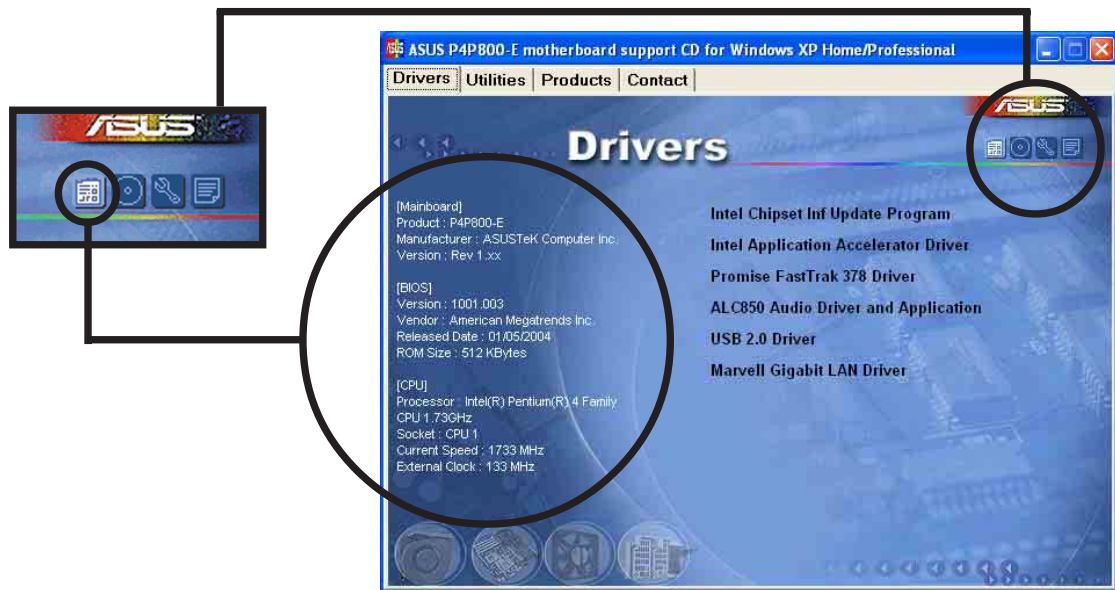 ASUS P4P800-E motherboard support CD for Windows XP Home/Professional
Drivers Utilities Products Contact
ASUS
ASUS
Drivers
[Mainboard]
Product : P4P800-E
Manufacturer : ASUSTeK Computer Inc.
Version : Rev 1.xx
[BIOS]
Version : 1001.003
Vendor : American Megatrends Inc.
Released Date : 01/05/2004
ROM Size : 512 KBytes
[CPU]
Processor : Intel(R) Pentium(R) 4 Family
CPU 1.73GHz
Socket : CPU 1
Current Speed : 1733 MHz
External Clock : 133 MHz
Intel Chipset Inf Update Program
Intel Application Accelerator Driver
Promise FastTrak 378 Driver
ALC850 Audio Driver and Application
USB 2.0 Driver
Marvell Gigabit LAN Driver